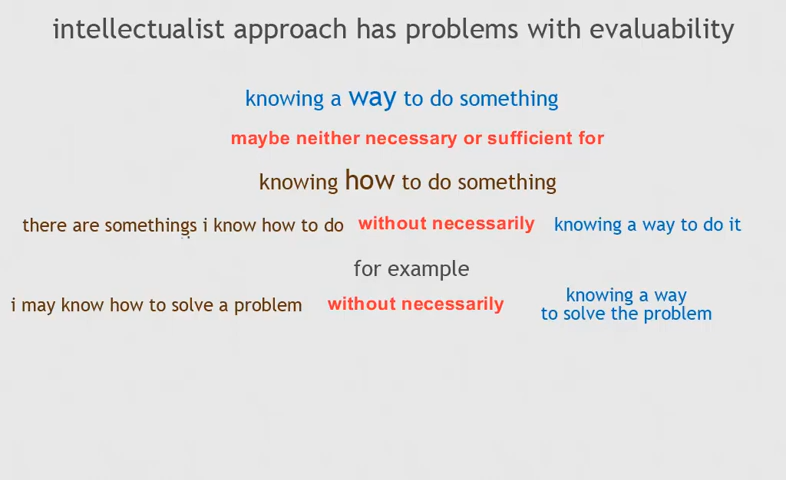 intellectualist approach has problems with evaluability
knowing a way to do something
maybe neither necessary or sufficient for
knowing how to do something
there are somethings i know how to do without necessarily knowing a way to do it
for example
i may know how to solve a problem without necessarily knowing a way
to solve the problem